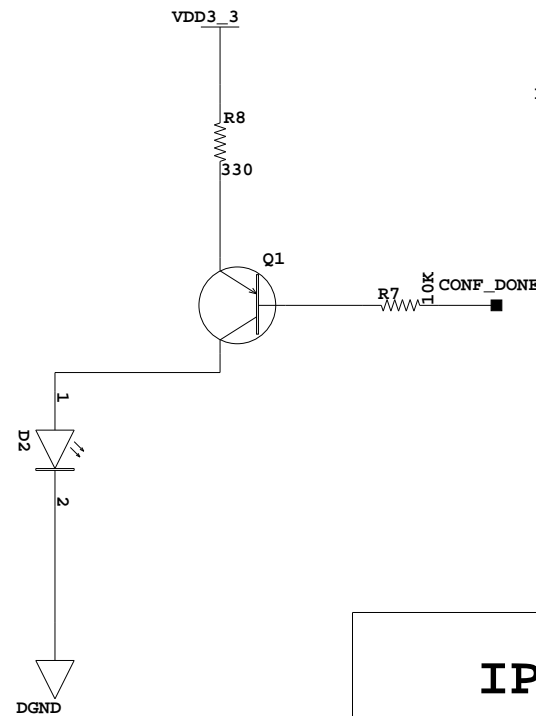 VDD3_3
R8
330
Q1
R7
10K
CONF_DONE
1
D2
2
DGND
IP